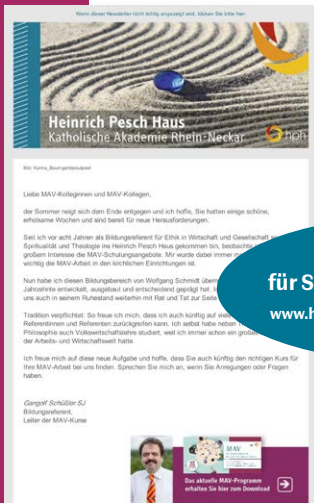 Wenn dieser Newsletter nicht richtig angezeigt wird, klicken Sie bitte hier
Heinrich Pesch Haus
Katholische Akademie Rhein-Neckar
hph
Liebe MAV-Kolleginnen und MAV-Kollegen,
der Sommer neigt sich dem Ende entgegen und ich hoffe, Sie hatten einige schöne,
erholsame Wochen und sind bereit für neue Herausforderungen.
Seit ich vor acht Jahren als Bildungsreferent für Ethik in Wirtschaft und Gesellschaft
Spiritualität und Theologie ins Heinrich Pesch Haus gekommen bin, beobachte
großem Interesse die MAV-Schulungsangebote. Mir wurde dabei immer
wichtig die MAV-Arbeit in den kirchlichen Einrichtungen ist.
Nun habe ich diesen Bildungsbereich von Wolfgang Schmidt
Jahrzehnte entwickelt, ausgebaut und entscheidend geprägt hat.
uns auch in seinem Ruhestand weiterhin mit Rat und Tat zur Seite
Tradition verpflichtet: So freue ich mich, dass ich auch künftig auf
Referentinnen und Referenten zurückgreifen kann. Ich selbst habe neben
Philosophie auch Volkswirtschaftslehre studiert, weil ich immer schon ein
der Arbeits- und Wirtschaftswelt hatte.
Ich freue mich auf diese neue Aufgabe und hoffe, dass Sie auch künftig den richtigen Kurs für
Ihre MAV-Arbeit bei uns finden. Sprechen Sie mich an, wenn Sie Anregungen oder Fragen
haben.
Gangolf Schüßler SJ
Bildungsreferent,
Leiter der MAV-Kurse
für S
www.h
MAV
Das aktuelle MAV-Programm
erhalten Sie hier zum Download